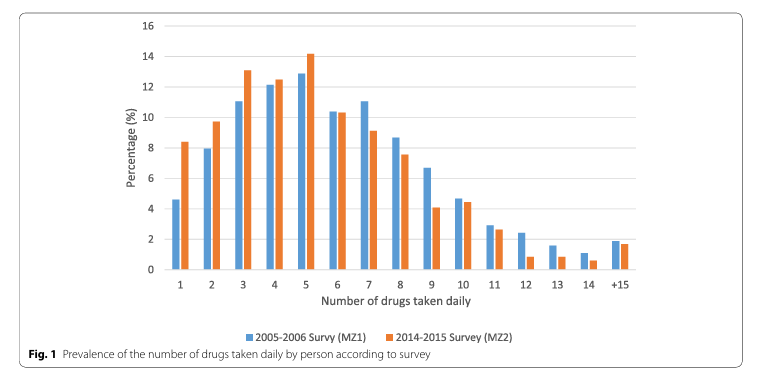 16
14
12
10
8
6
4
2
0
Percentage (%)
1 2 3 4 5 6 7 8 9 10 11 12 13 14 +15
Number of drugs taken daily
2005-2006 Survy (MZ1) 2014-2015 Survey (MZ2)
Fig. 1 Prevalence of the number of drugs taken daily by person according to survey